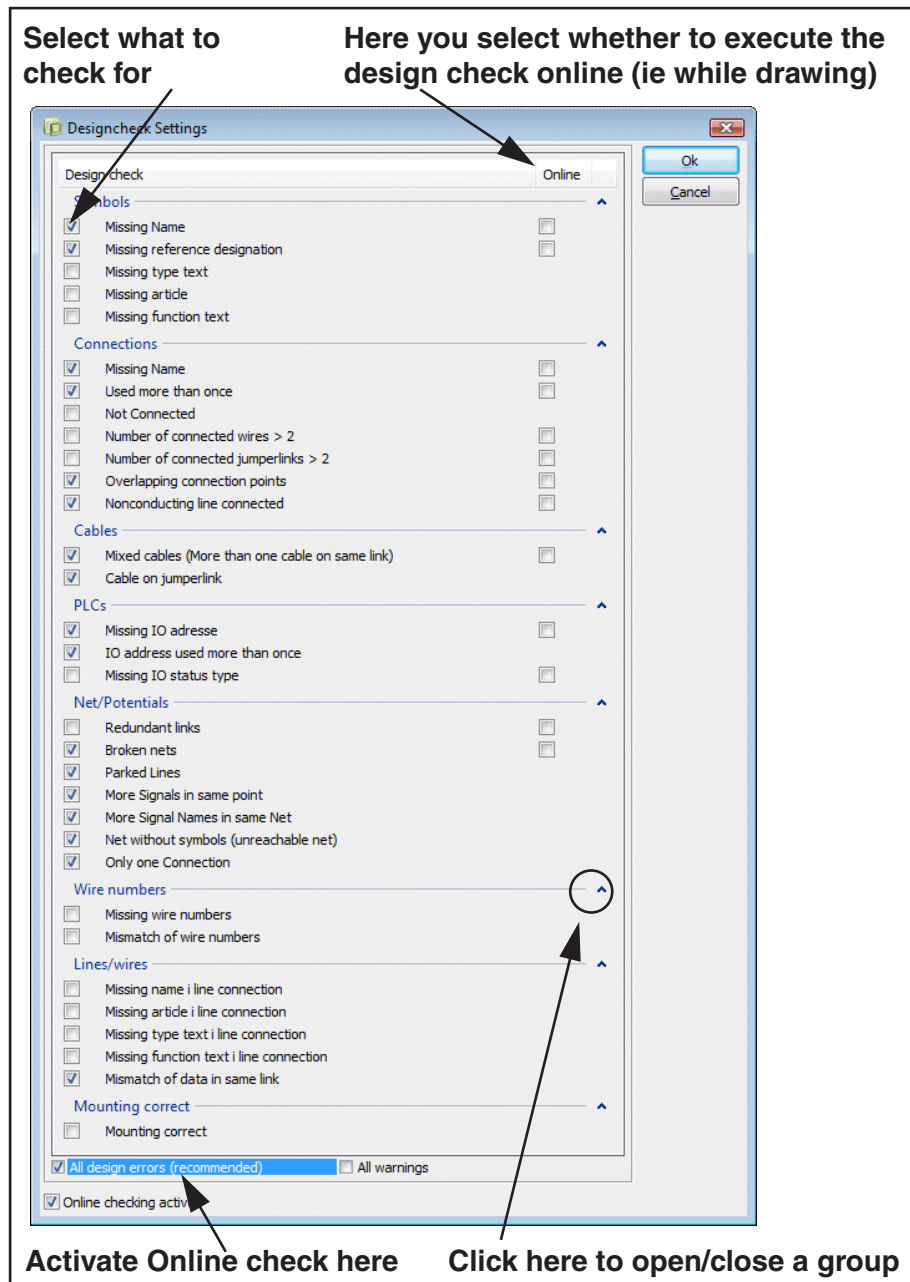 Select what to
check for
Here you select whether to execute the
design check online (ie while drawing)
Designcheck Settings
Ok
Cancel
Design check Online
Symbols
Missing Name
Missing reference designation
Missing type text
Missing article
Missing function text
Connections
Missing Name
Used more than once
Not Connected
Number of connected wires > 2
Number of connected jumperlinks > 2
Overlapping connection points
Nonconducting line connected
Cables
Mixed cables (More than one cable on same link)
Cable on jumperlink
PLCs
Missing IO adresse
IO address used more than once
Missing IO status type
Net/Potentials
Redundant links
Broken nets
Parked Lines
More Signals in same point
More Signal Names in same Net
Net without symbols (unreachable net)
Only one Connection
Wire numbers
Missing wire numbers
Mismatch of wire numbers
Lines/wires
Missing name i line connection
Missing article i line connection
Missing type text i line connection
Missing function text i line connection
Mismatch of data in same link
Mounting correct
Mounting correct
All design errors (recommended) All warnings
Online checking active
Activate Online check here
Click here to open/close a group